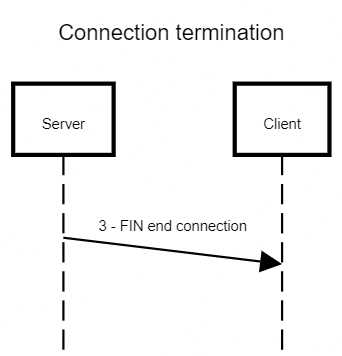 Connection termination
Server
Client
3 - FIN end connection